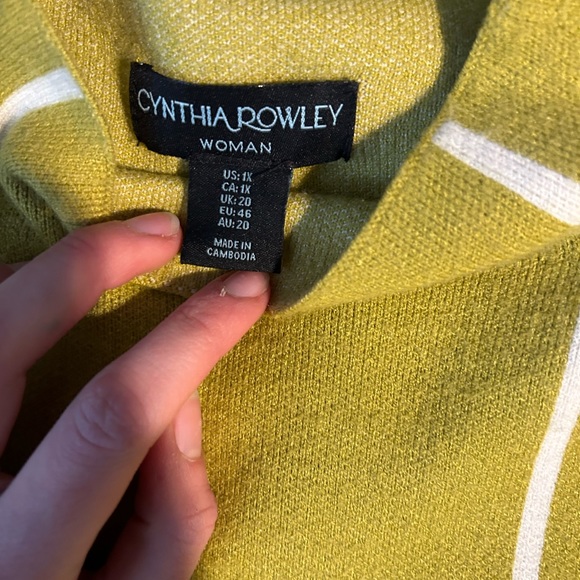 CYNTHIA ROWLEY
WOMAN
US: 1X
CA: 1X
UK: 20
EU: 46
AU: 20
MADE IN
CAMBODIA